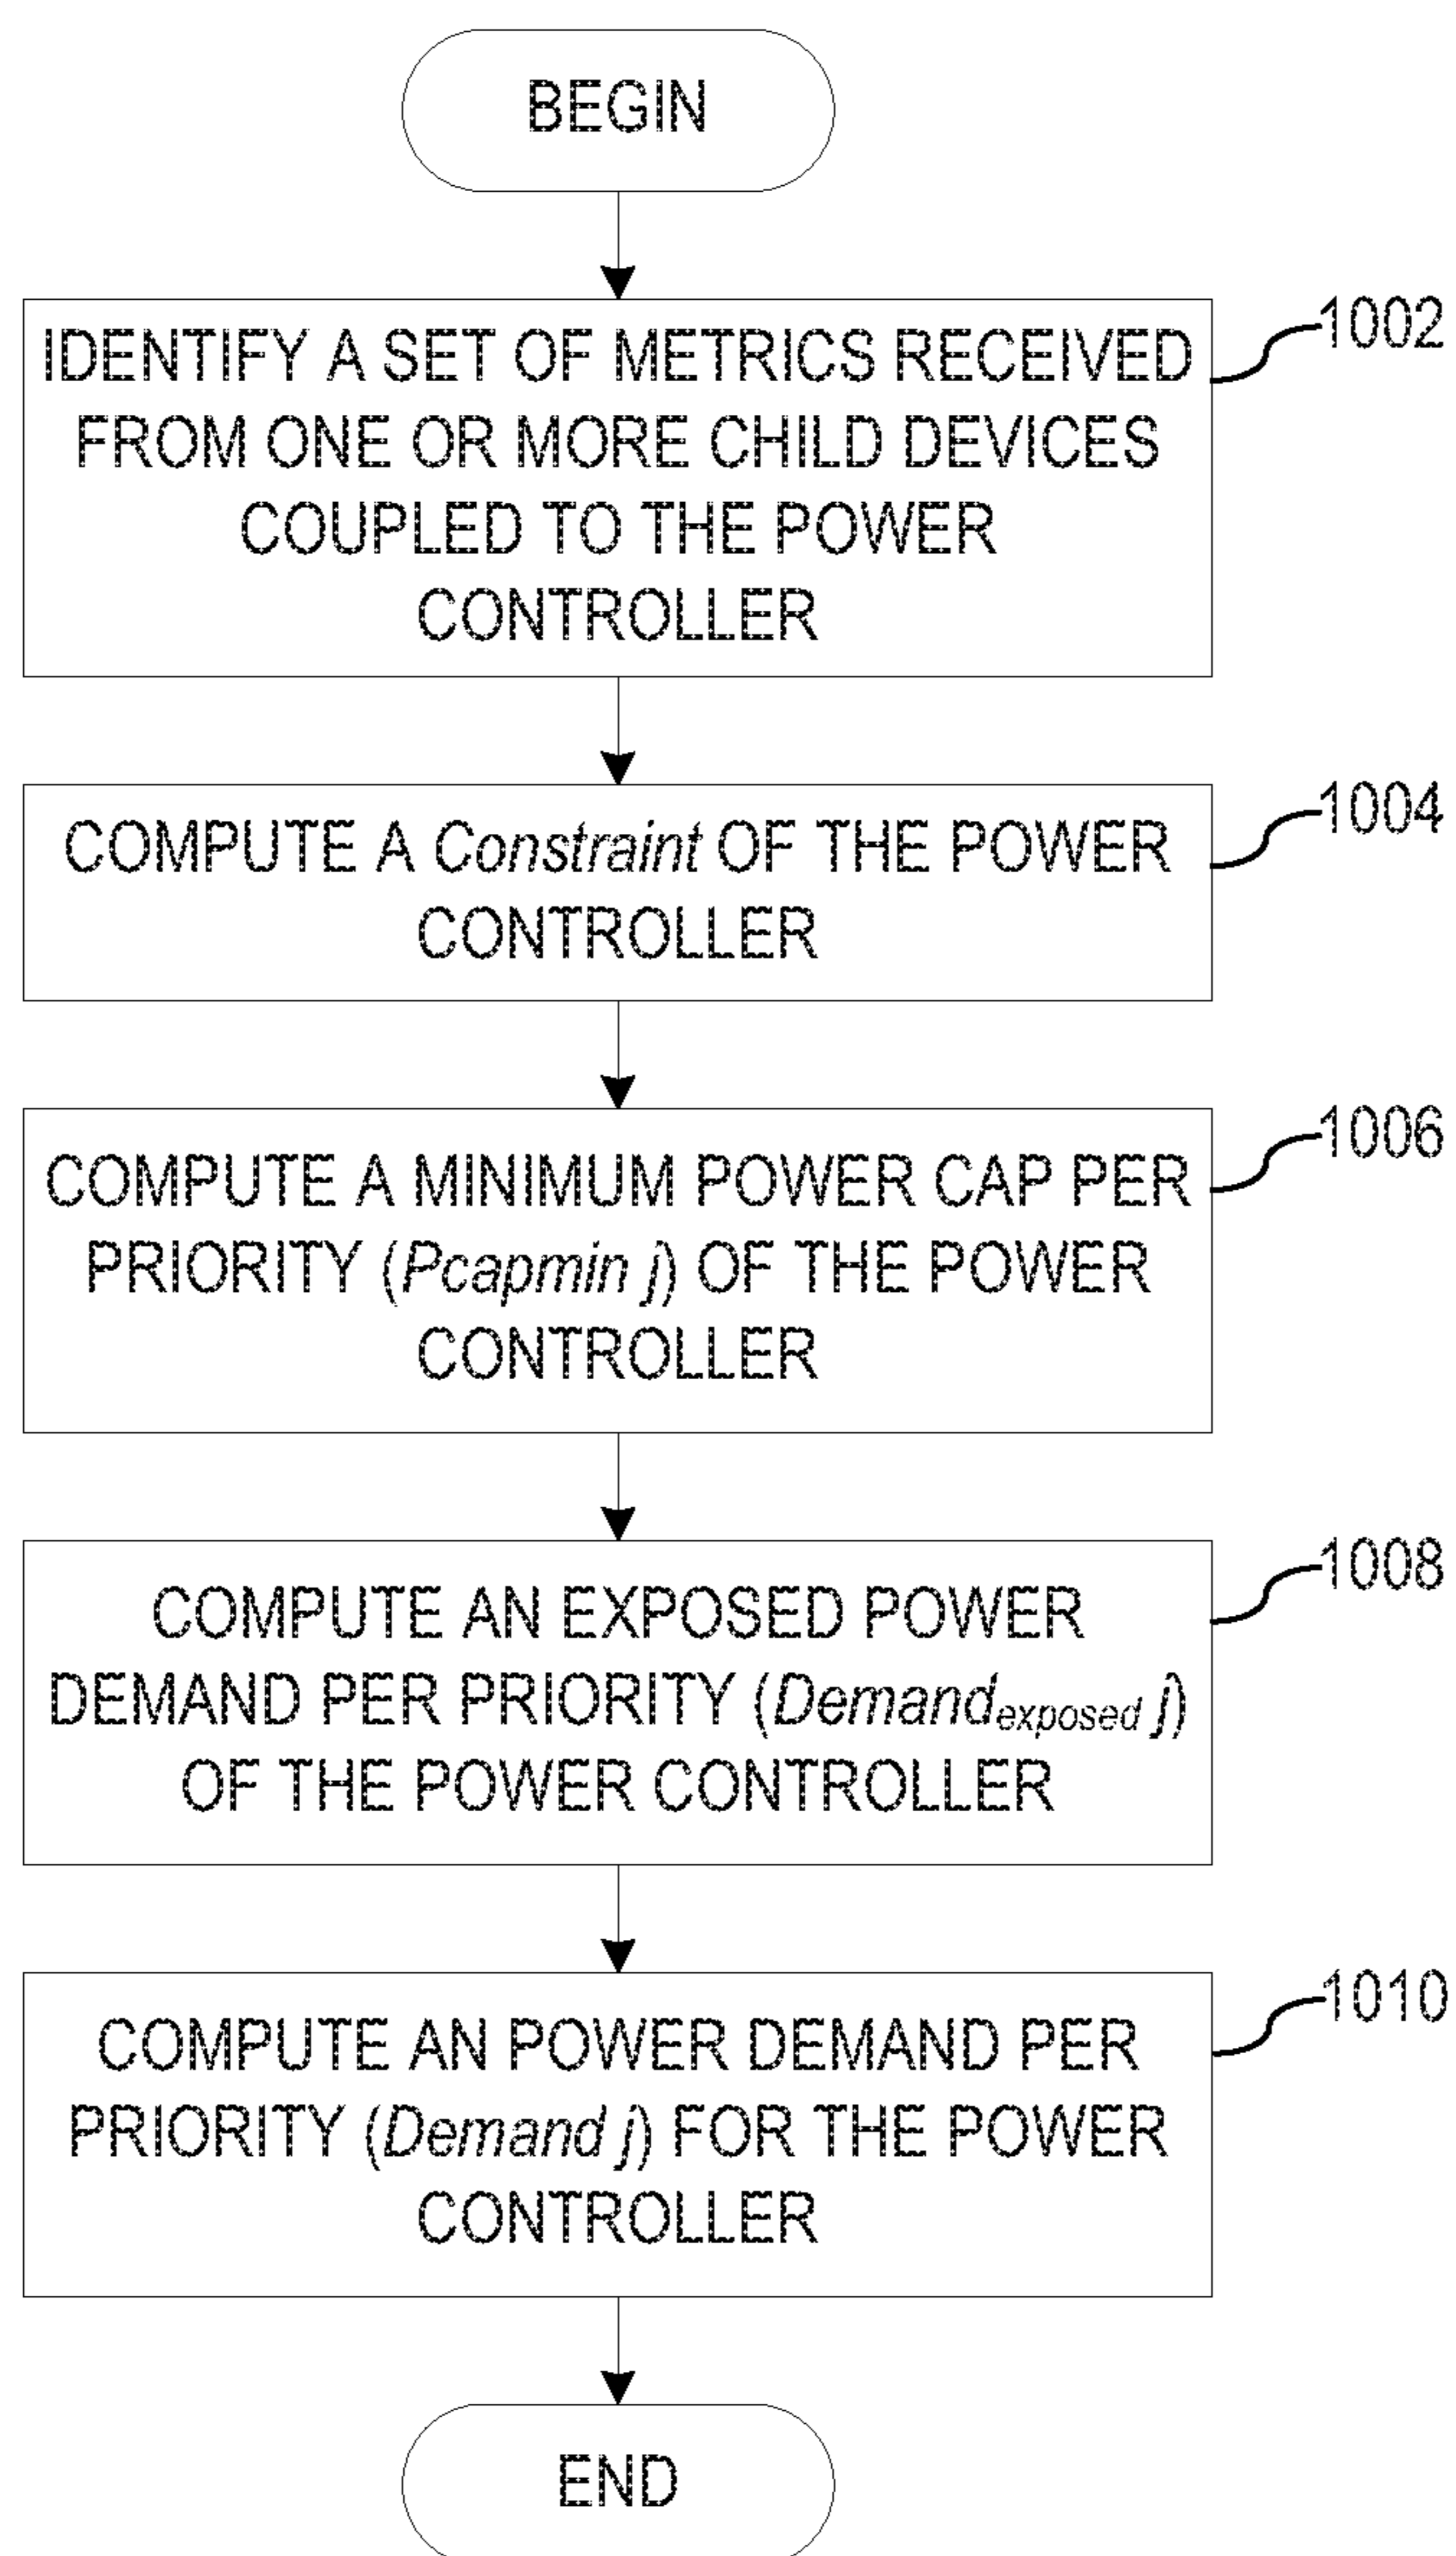 BEGIN
IDENTIFY A SET OF METRICS RECEIVED
FROM ONE OR MORE CHILD DEVICES
COUPLED TO THE POWER
CONTROLLER
1002
COMPUTE A Constraint OF THE POWER
CONTROLLER
1004
COMPUTE A MINIMUM POWER CAP PER
PRIORITY (Pcapmin j) OF THE POWER
CONTROLLER
1006
COMPUTE AN EXPOSED POWER
DEMAND PER PRIORITY (Demandexposed j)
OF THE POWER CONTROLLER
1008
COMPUTE AN POWER DEMAND PER
PRIORITY (Demand j) FOR THE POWER
CONTROLLER
1010
END